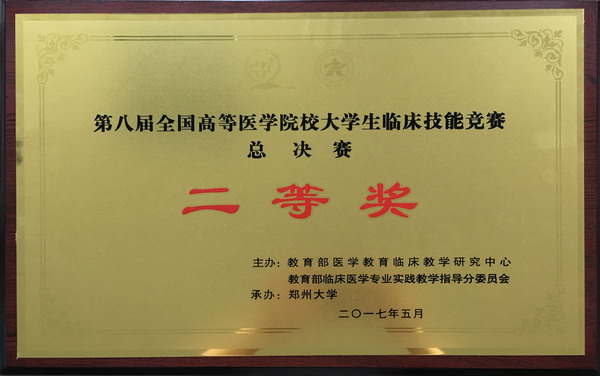 第八届全国高等医学院校大学生临床技能竞赛
总决赛
二等奖
主办：教育部医学教育临床教学研究中心
教育部临床医学专业实践教学指导分委员会
承办：郑州大学
二〇一七年五月